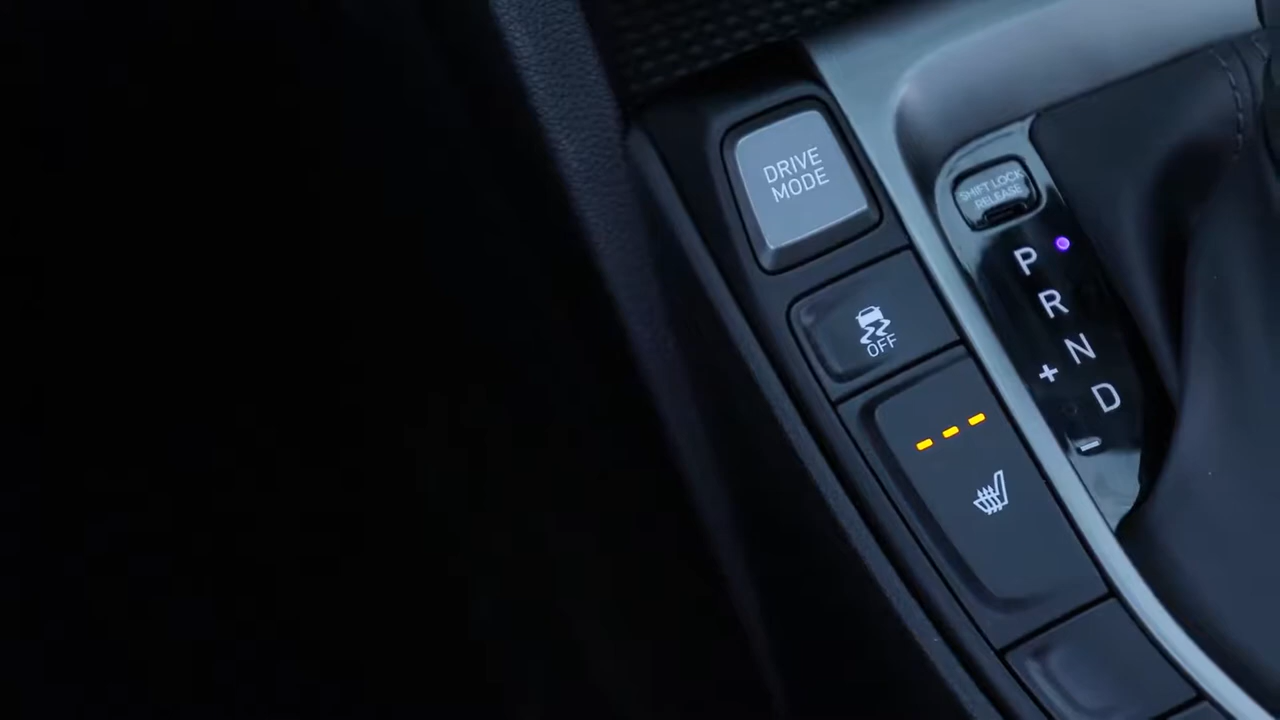 DRIVE
MODE
SHIFT LOCK
RELEASE
P
R
N
+
D
-
OFF